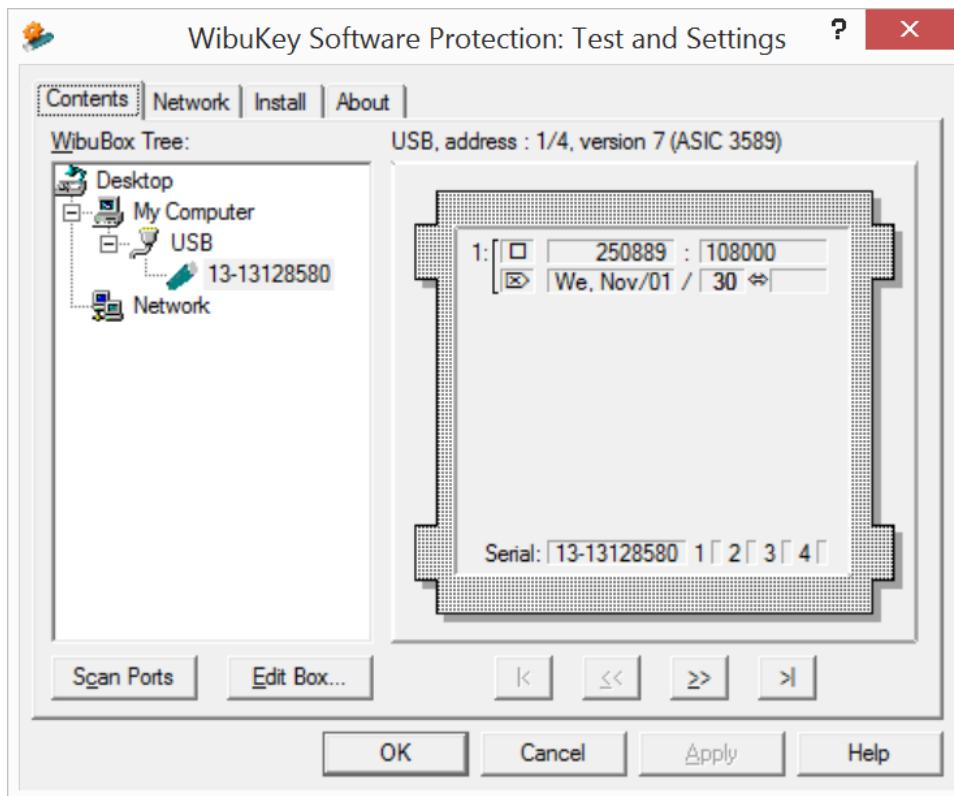 WibuKey Software Protection: Test and Settings ? ×
Contents Network Install About
WibuBox Tree:
USB, address : 1/4, version 7 (ASIC 3589)
Desktop
My Computer
USB
13-13128580
Network
1: 250889 : 108000
We, Nov/01 / 30 ⇔
Serial: 13-13128580 1 2 3 4
Scan Ports Edit Box... |< << >> >|
OK Cancel Apply Help